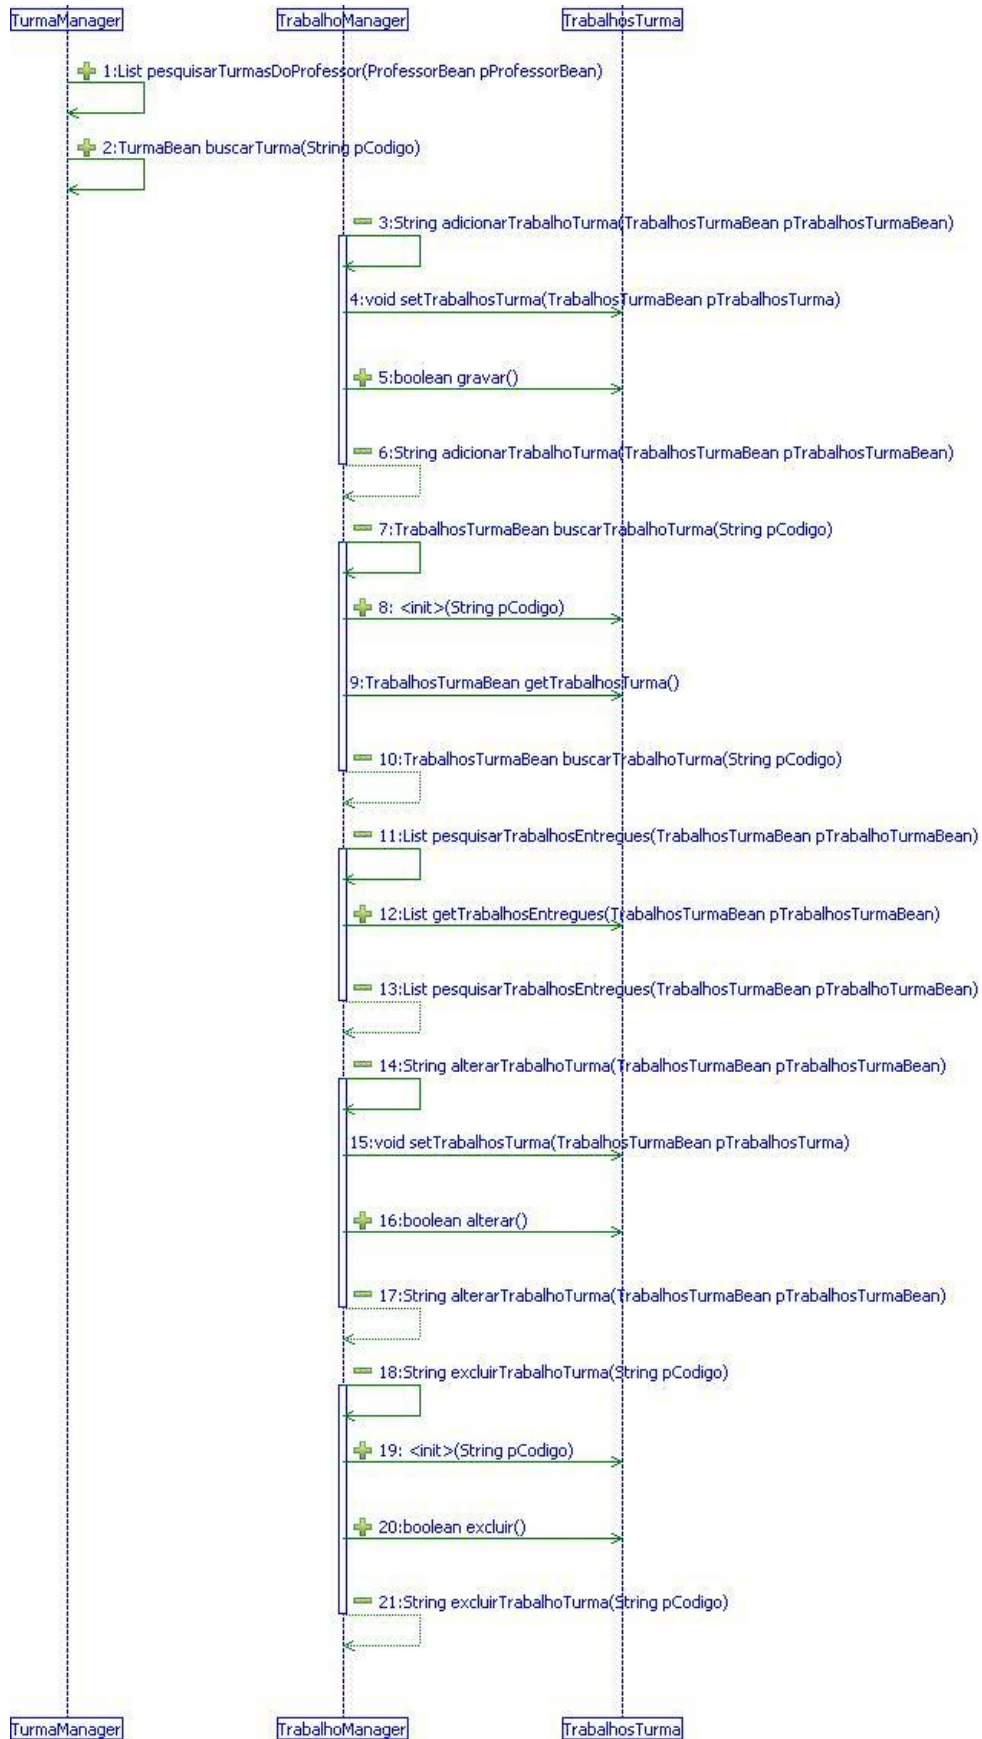 TurmaManager TrabalhoManager TrabalhosTurma
1:List pesquisarTurmasDoProfessor(ProfessorBean pProfessorBean)
2:TurmaBean buscarTurma(String pCodigo)
3:String adicionarTrabalhoTurma(TrabalhosTurmaBean pTrabalhosTurmaBean)
4:void setTrabalhosTurma(TrabalhosTurmaBean pTrabalhosTurma)
5:boolean gravar()
6:String adicionarTrabalhoTurma(TrabalhosTurmaBean pTrabalhosTurmaBean)
7:TrabalhosTurmaBean buscarTrabalhoTurma(String pCodigo)
8: <init>(String pCodigo)
9:TrabalhosTurmaBean getTrabalhosTurma()
10:TrabalhosTurmaBean buscarTrabalhoTurma(String pCodigo)
11:List pesquisarTrabalhosEntregues(TrabalhosTurmaBean pTrabalhoTurmaBean)
12:List getTrabalhosEntregues(TrabalhosTurmaBean pTrabalhosTurmaBean)
13:List pesquisarTrabalhosEntregues(TrabalhosTurmaBean pTrabalhoTurmaBean)
14:String alterarTrabalhoTurma(TrabalhosTurmaBean pTrabalhosTurmaBean)
15:void setTrabalhosTurma(TrabalhosTurmaBean pTrabalhosTurma)
16:boolean alterar()
17:String alterarTrabalhoTurma(TrabalhosTurmaBean pTrabalhosTurmaBean)
18:String excluirTrabalhoTurma(String pCodigo)
19: <init>(String pCodigo)
20:boolean excluir()
21:String excluirTrabalhoTurma(String pCodigo)
TurmaManager TrabalhoManager TrabalhosTurma